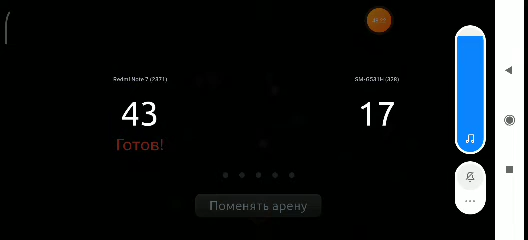 Redmi Note 7 (2371)
SM-G531H (328)
43
17
Готов!
Поменять арену